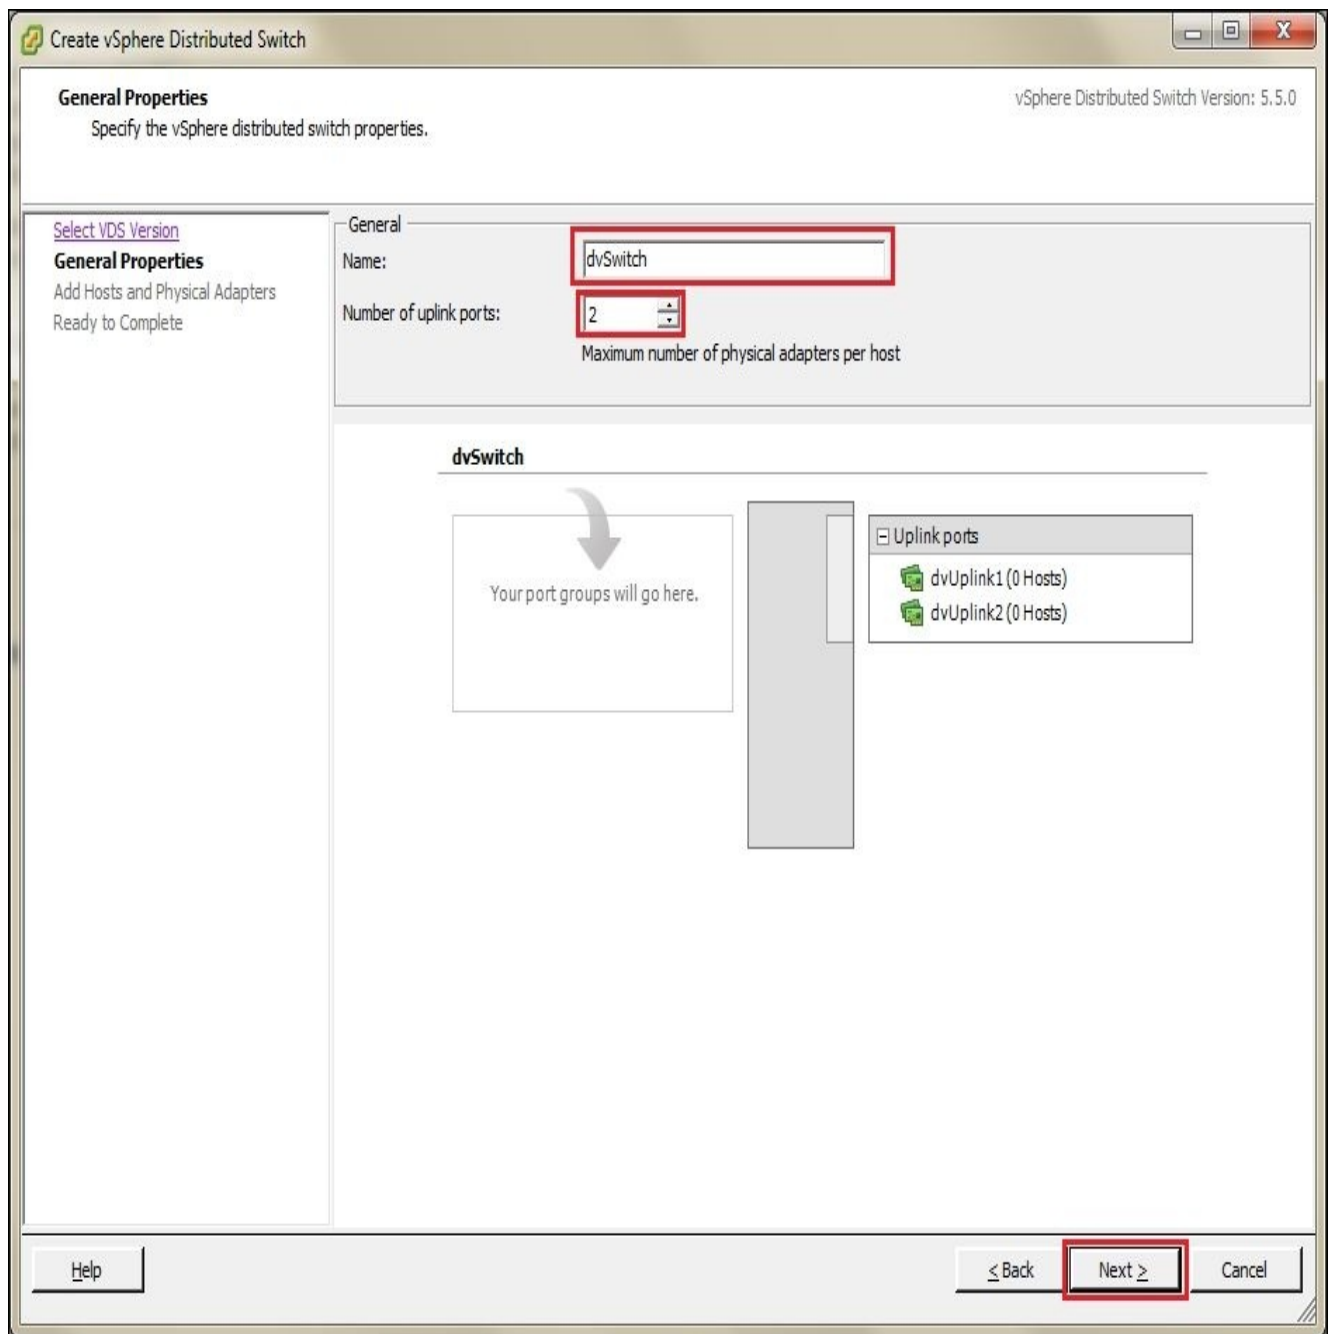 Create vSphere Distributed Switch
General Properties
vSphere Distributed Switch Version: 5.5.0
Specify the vSphere distributed switch properties.
Select VDS Version
General Properties
Add Hosts and Physical Adapters
Ready to Complete
General
Name:
dvSwitch
Number of uplink ports:
2
Maximum number of physical adapters per host
dvSwitch
Your port groups will go here.
Uplink ports
dvUplink1 (0 Hosts)
dvUplink2 (0 Hosts)
Help
< Back
Next >
Cancel